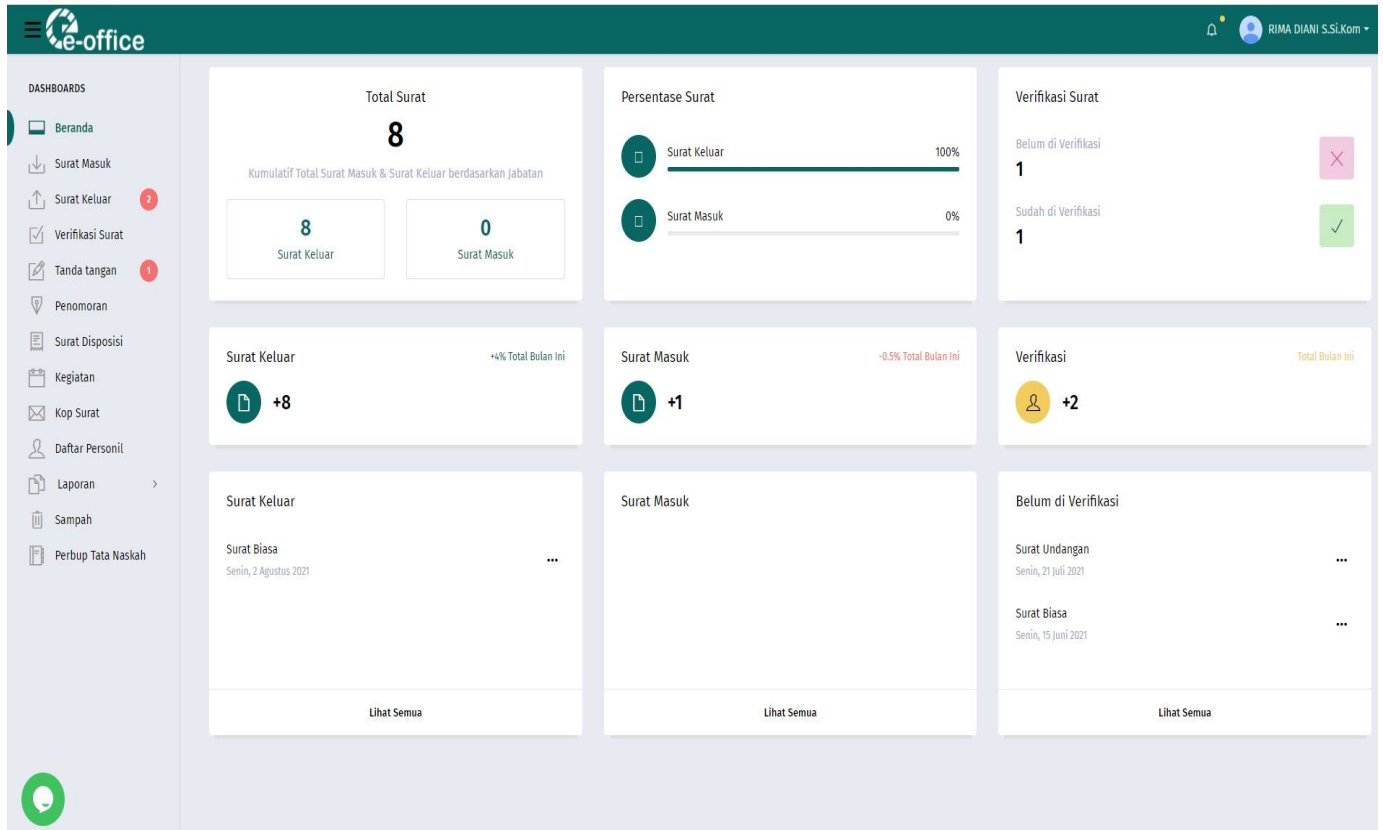 e-office
RIMA DIANI S.Si.Kom
DASHBOARDS
Beranda
Surat Masuk
Surat Keluar 2
Verifikasi Surat
Tanda tangan 1
Penomoran
Surat Disposisi
Kegiatan
Kop Surat
Daftar Personil
Laporan
Sampah
Perbup Tata Naskah
Total Surat
8
Kumulatif Total Surat Masuk & Surat Keluar berdasarkan Jabatan
8
Surat Keluar
0
Surat Masuk
Persentase Surat
Surat Keluar 100%
Surat Masuk 0%
Verifikasi Surat
Belum di Verifikasi
1
Sudah di Verifikasi
1
Surat Keluar +4% Total Bulan Ini
+8
Surat Masuk -0.5% Total Bulan Ini
+1
Verifikasi Total Bulan Ini
+2
Surat Keluar
Surat Biasa
Senin, 2 Agustus 2021
Lihat Semua
Surat Masuk
Lihat Semua
Belum di Verifikasi
Surat Undangan
Senin, 21 Juli 2021
Surat Biasa
Senin, 15 Juni 2021
Lihat Semua